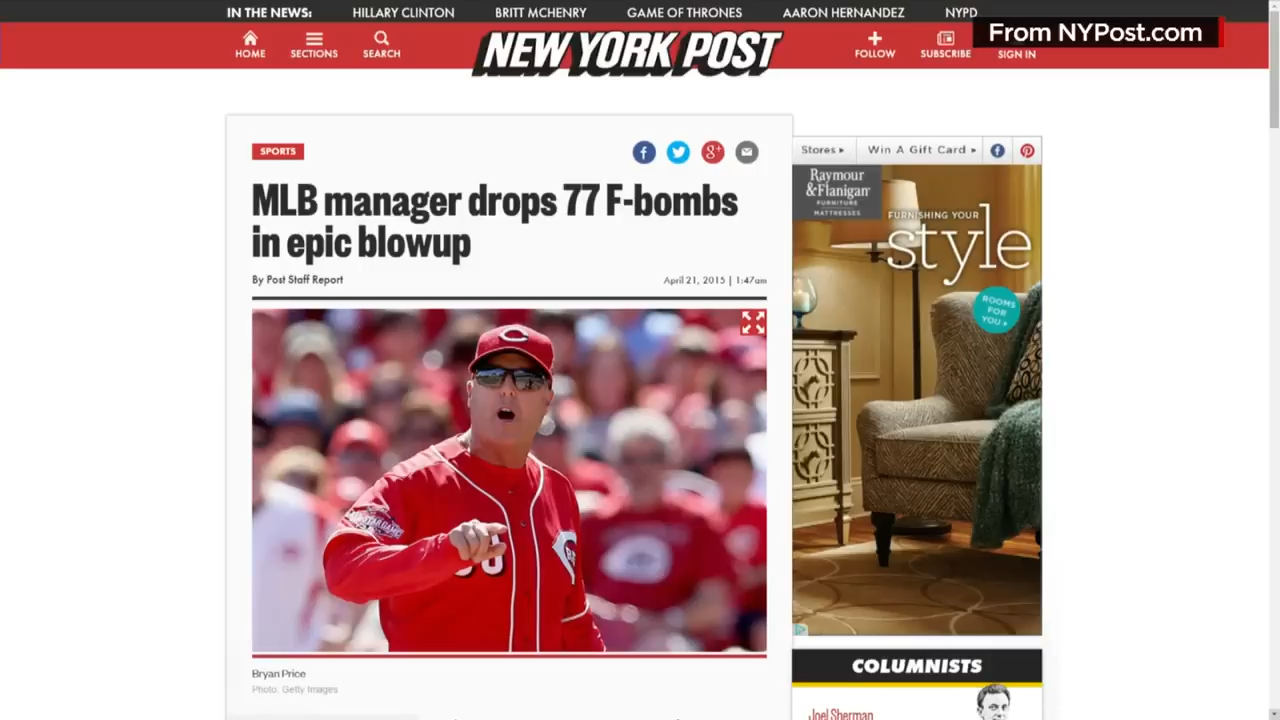 IN THE NEWS: HILLARY CLINTON BRITT MCHENRY GAME OF THRONES AARON HERNANDEZ NYPD
From NYPost.com
HOME SECTIONS SEARCH NEW YORK POST FOLLOW SUBSCRIBE SIGN IN
SPORTS
MLB manager drops 77 F-bombs
in epic blowup
By Post Staff Report April 21, 2015 | 1:47am
Bryan Price
Photo: Getty Images
Stores Win A Gift Card
Raymour
& Flanigan
FURNITURE
MATTRESSES
FURNISHING YOUR
style
ROOMS
FOR
YOU
COLUMNISTS
Joel Sherman